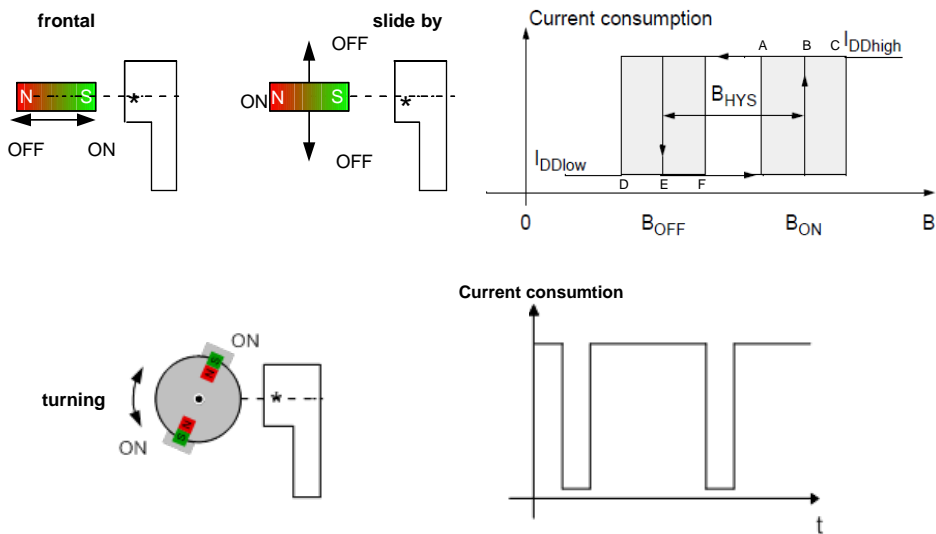 frontal
N S
*
OFF ON
slide by
OFF
ON N S
*
OFF
Current consumption
A B C IDDhigh
BHYS
IDDlow
D E F
0 BOFF BON B
turning
ON
S
N
N
S
ON
*
Current consumtion
t